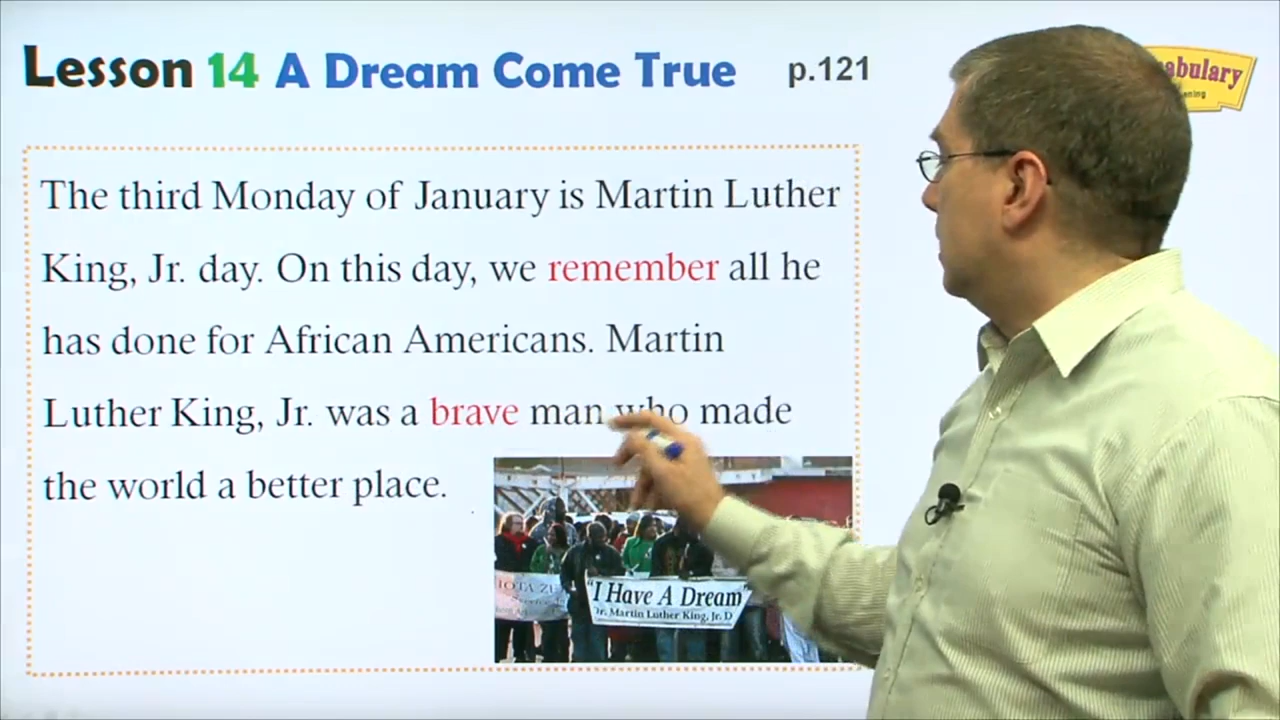 Lesson 14 A Dream Come True p.121
The third Monday of January is Martin Luther
King, Jr. day. On this day, we remember all he
has done for African Americans. Martin
Luther King, Jr. was a brave man who made
the world a better place.
IOTA
"I Have A Dream"
Dr. Martin Luther King, Jr. D